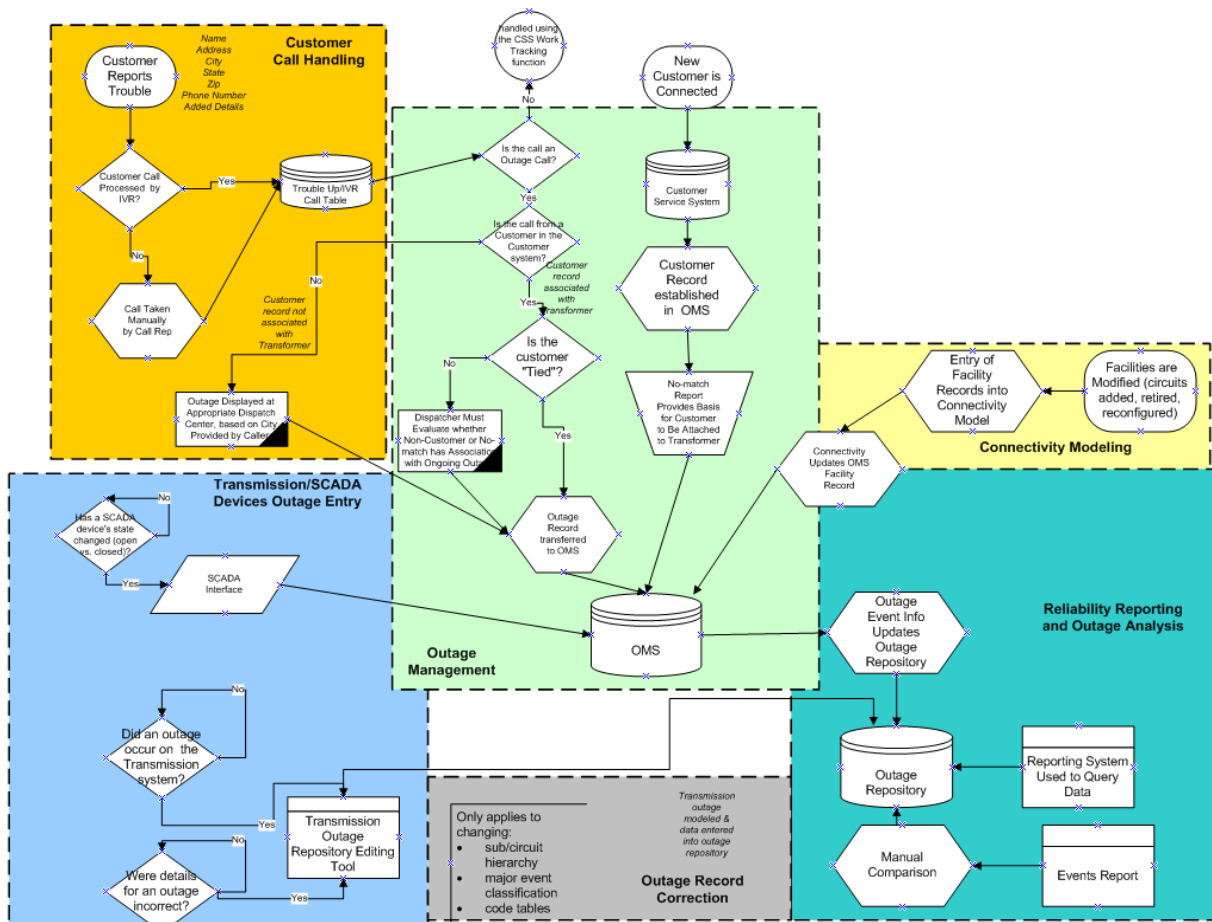 Customer
Call Handling
Name
Address
City
State
Zip
Phone Number
Added Details
Customer
Reports
Trouble
Customer Call
Processed by
IVR?
Yes
No
Trouble Up/IVR
Call Table
Call Taken
Manually
by Call Rep
Customer
record not
associated
with
Transformer
No
Outage Displayed at
Appropriate Dispatch
Center, based on City
Provided by Caller
handled using
the CSS Work
Tracking
function
No
Is the call an
Outage Call?
Yes
Is the call from a
Customer in the
Customer
system?
Customer
record
associated
with
Transformer
Yes
Is the
customer
"Tied"?
No
Yes
Dispatcher Must
Evaluate whether
Non-Customer or No-
match has Association
with Ongoing
Outage
Record
transferred
to OMS
New
Customer is
Connected
Customer
Service System
Customer
Record
established
in OMS
No-match
Report
Provides Basis
for Customer
to Be Attached
to Transformer
OMS
Outage
Management
Entry of
Facility
Records into
Connectivity
Model
Facilities are
Modified (circuits
added, retired,
reconfigured)
Connectivity Modeling
Connectivity
Updates OMS
Facility
Record
Transmission/SCADA
Devices Outage Entry
No
Has a SCADA
device's state
changed (open
vs. closed)?
Yes
SCADA
Interface
No
Did an outage
occur on the
Transmission
system?
Yes
Transmission
Outage
Repository Editing
Tool
No
Were details
for an outage
incorrect?
Yes
Only applies to
changing:
• sub/circuit
hierarchy
• major event
classification
• code tables
Transmission
outage
modeled &
data entered
into outage
repository
Outage Record
Correction
Outage
Event Info
Updates
Outage
Repository
Reliability Reporting
and Outage Analysis
Outage
Repository
Reporting System
Used to Query
Data
Manual
Comparison
Events Report